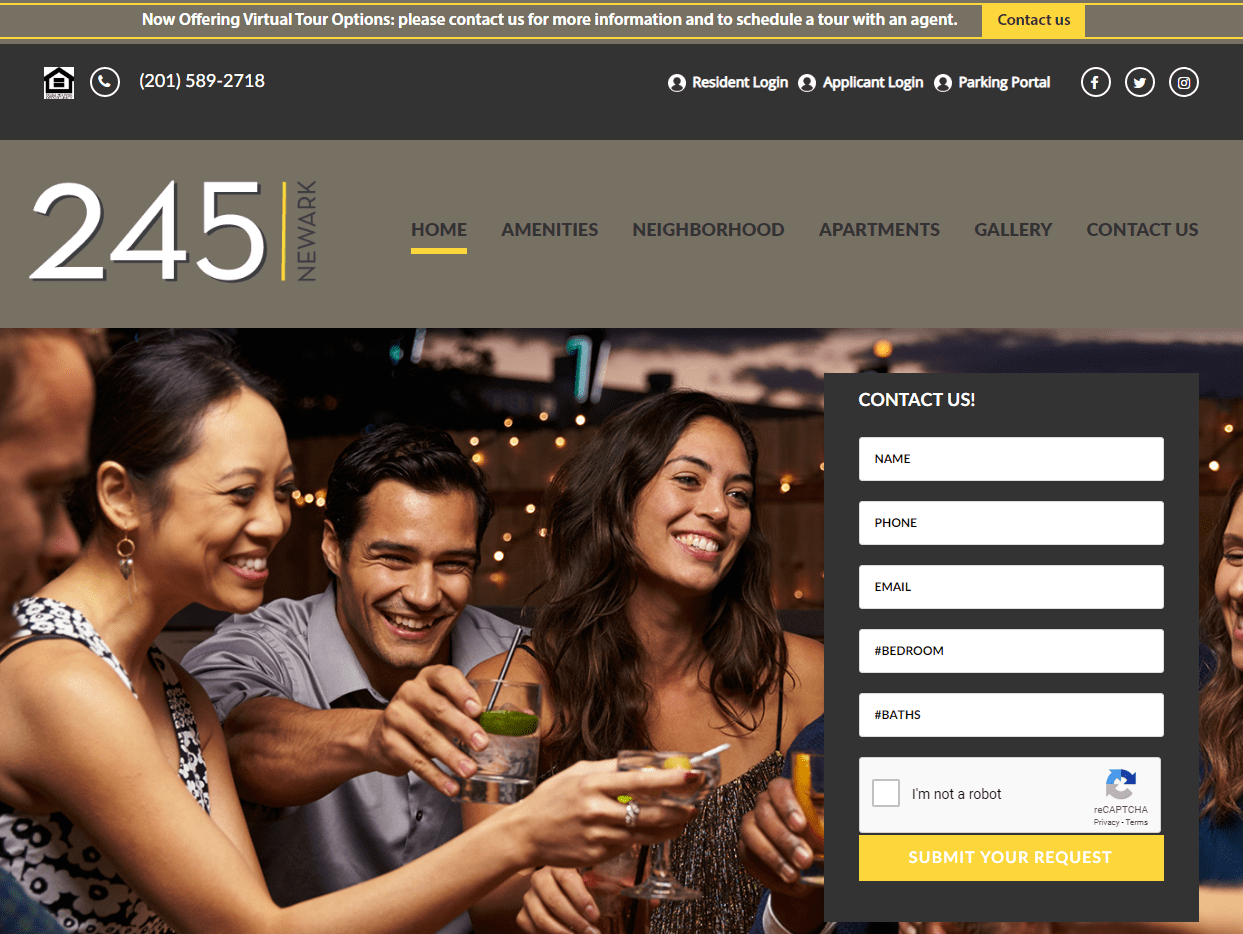 Now Offering Virtual Tour Options: please contact us for more information and to schedule a tour with an agent.
Contact us
(201) 589-2718
Resident Login
Applicant Login
Parking Portal
245
NEWARK
HOME
AMENITIES
NEIGHBORHOOD
APARTMENTS
GALLERY
CONTACT US
CONTACT US!
NAME
PHONE
EMAIL
#BEDROOM
#BATHS
I'm not a robot
reCAPTCHA
Privacy - Terms
SUBMIT YOUR REQUEST